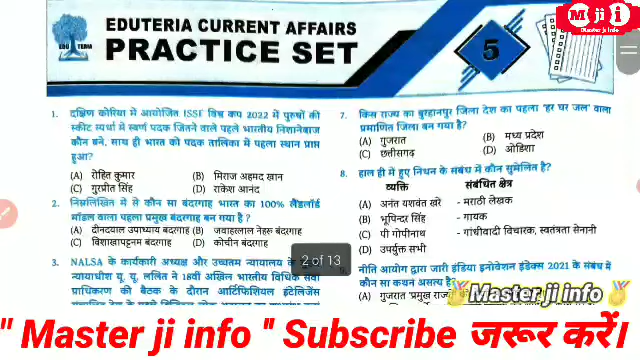 EDUTERIA CURRENT AFFAIRS
PRACTICE SET
5
EDU TERIA
M ji i
Master ji Info
1. दक्षिण कोरिया में आयोजित ISSF विश्व कप 2022 में पुरुषों की
स्कीट स्पर्धा में स्वर्ण पदक जितने वाले पहले भारतीय निशानेबाज
कौन बने, साथ ही भारत को पदक तालिका में पहला स्थान प्राप्त
हुआ?
(A) रोहित कुमार (B) मिराज अहमद खान
(C) गुरप्रीत सिंह (D) राकेश आनंद
2. निम्नलिखित में से कौन सा बंदरगाह भारत का 100% लैंडलॉर्ड
मॉडल वाला पहला प्रमुख बंदरगाह बन गया है ?
(A) दीनदयाल उपाध्याय बंदरगाह (B) जवाहरलाल नेहरू बंदरगाह
(C) विशाखापट्टनम बंदगाह (D) कोचीन बंदरगाह
3. NALSA के कार्यकारी अध्यक्ष और उच्चतम न्यायालय के
न्यायाधीश यू. यू. ललित ने 18वीं अखिल भारतीय विधिक सेवा
प्राधिकरण की बैठक के दौरान आर्टिफिशियल इंटेलिजेंस
7. किस राज्य का बुरहानपुर जिला देश का पहला 'हर घर जल' वाला
प्रमाणित जिला बन गया है?
(A) गुजरात (B) मध्य प्रदेश
(C) छत्तीसगढ़ (D) ओडिशा
8. हाल ही में हुए निधन के संबंध में कौन सुमेलित है?
व्यक्ति संबंधित क्षेत्र
(A) अनंत यशवंत खरे - मराठी लेखक
(B) भूपिन्दर सिंह - गायक
(C) पी गोपीनाथ - गांधीवादी विचारक, स्वतंत्रता सेनानी
(D) उपर्युक्त सभी
नीति आयोग द्वारा जारी इंडिया इनोवेशन इंडेक्स 2021 के संबंध में
कौन सा कथन असत्य है?
(A) गुजरात 'प्रमुख
2 of 13
Master ji info
" Master ji info " Subscribe जरूर करें।